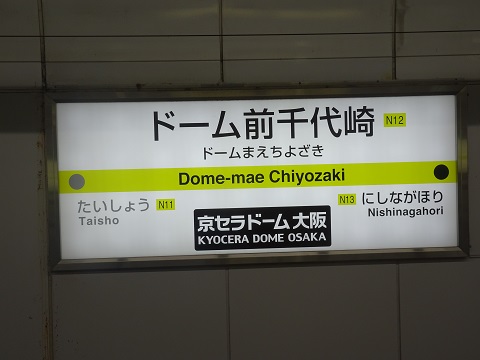 ドーム前千代崎 N12
ドームまえちよざき
Dome-mae Chiyozaki
たいしょう N11
Taisho
N13 にしながほり
Nishinagahori
京セラドーム 大阪
KYOCERA DOME OSAKA